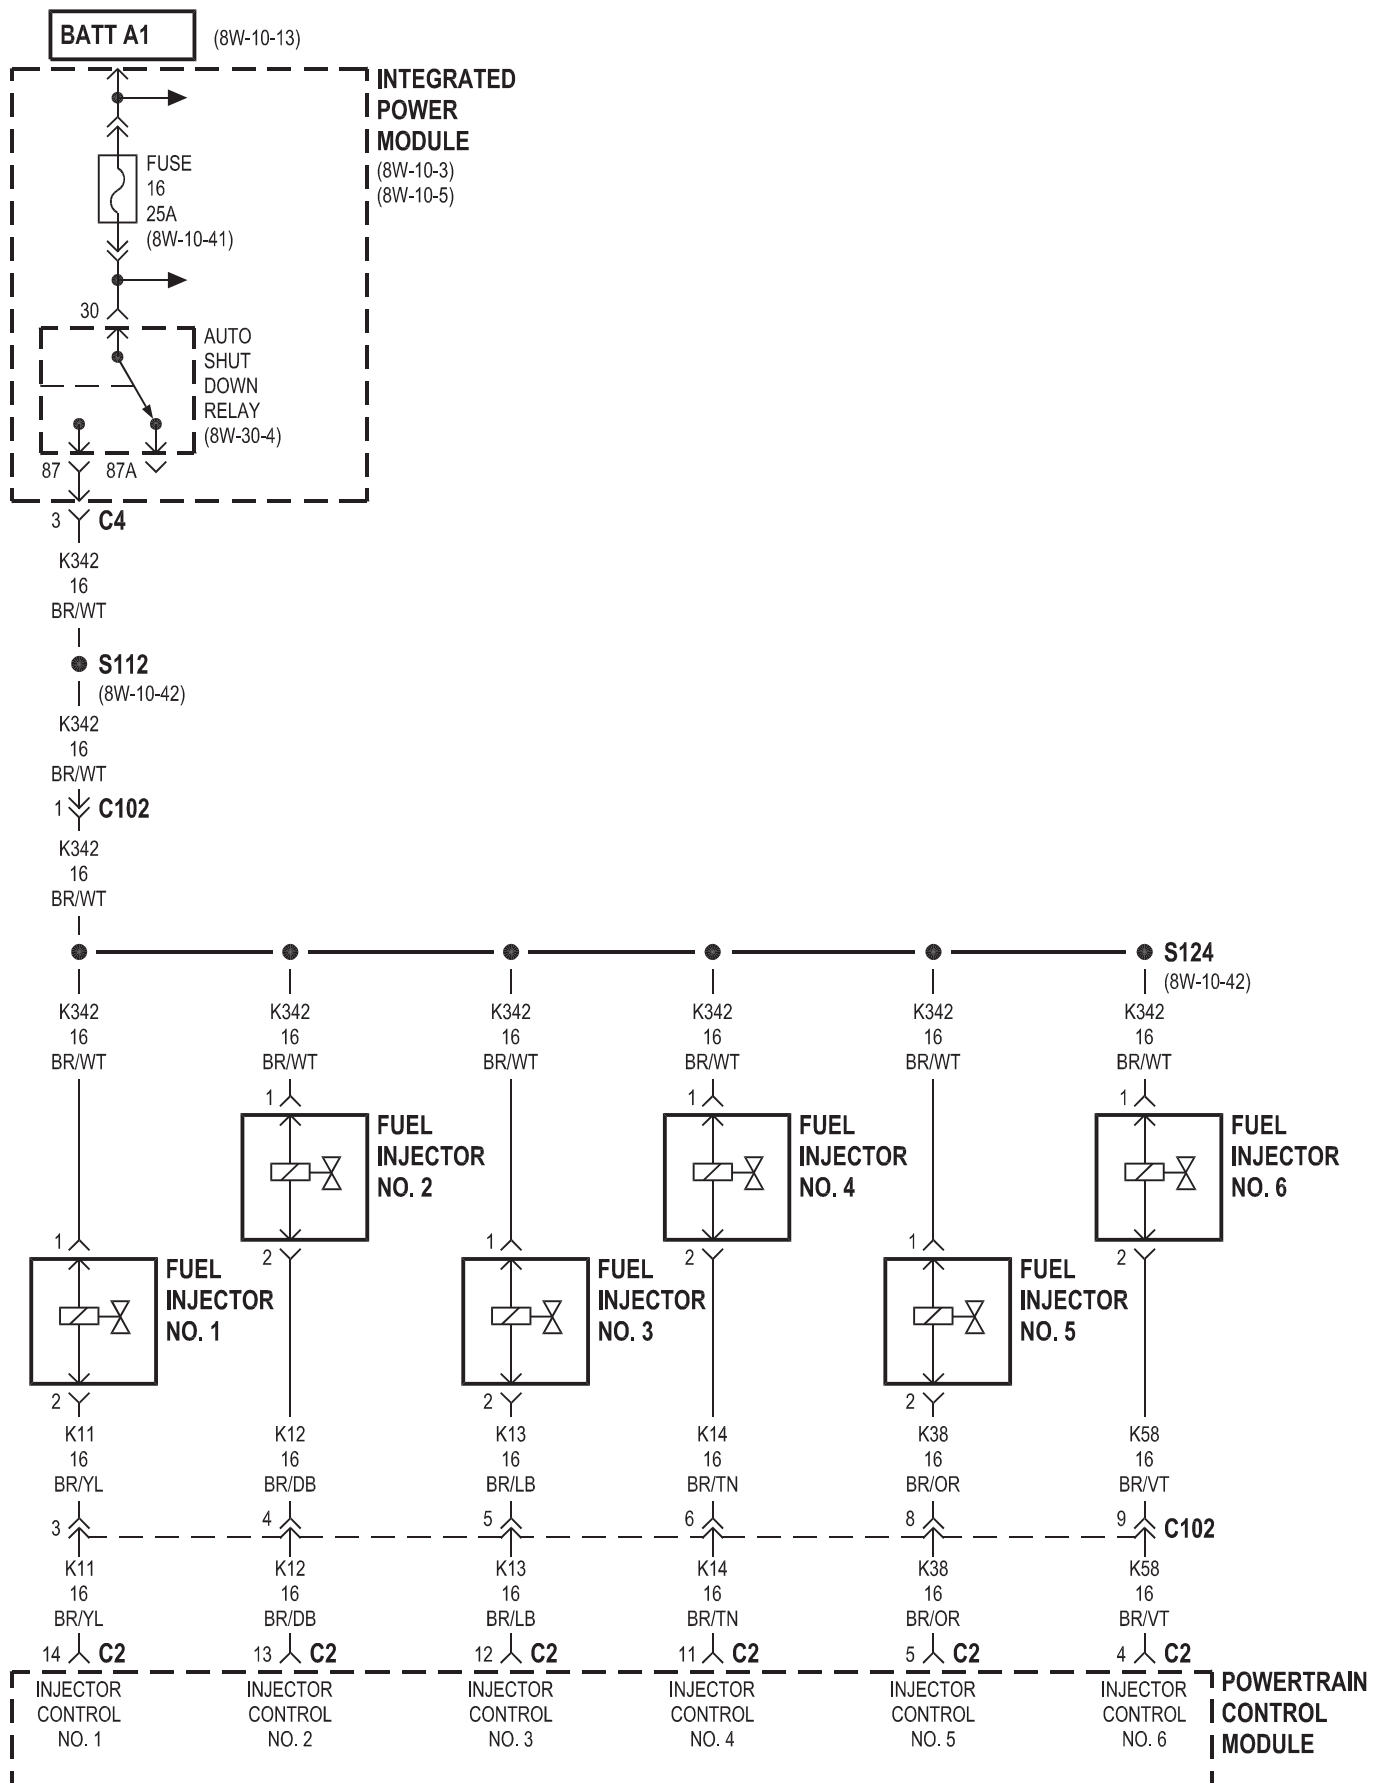 BATT A1 (8W-10-13)
INTEGRATED
POWER
MODULE
(8W-10-3)
(8W-10-5)
FUSE
16
25A
(8W-10-41)
30
AUTO
SHUT
DOWN
RELAY
(8W-30-4)
87 87A
3 C4
K342
16
BR/WT
S112
(8W-10-42)
K342
16
BR/WT
1 C102
K342
16
BR/WT
S124
(8W-10-42)
K342 K342 K342 K342 K342 K342
16 16 16 16 16 16
BR/WT BR/WT BR/WT BR/WT BR/WT BR/WT
1 1 1
FUEL
INJECTOR
NO. 2
FUEL
INJECTOR
NO. 4
FUEL
INJECTOR
NO. 6
1 2 1 2 1 2
FUEL
INJECTOR
NO. 1
FUEL
INJECTOR
NO. 3
FUEL
INJECTOR
NO. 5
2 2 2
K11 K12 K13 K14 K38 K58
16 16 16 16 16 16
BR/YL BR/DB BR/LB BR/TN BR/OR BR/VT
3 4 5 6 8 9 C102
K11 K12 K13 K14 K38 K58
16 16 16 16 16 16
BR/YL BR/DB BR/LB BR/TN BR/OR BR/VT
14 C2 13 C2 12 C2 11 C2 5 C2 4 C2
INJECTOR INJECTOR INJECTOR INJECTOR INJECTOR INJECTOR
CONTROL CONTROL CONTROL CONTROL CONTROL CONTROL
NO. 1 NO. 2 NO. 3 NO. 4 NO. 5 NO. 6
POWERTRAIN
CONTROL
MODULE